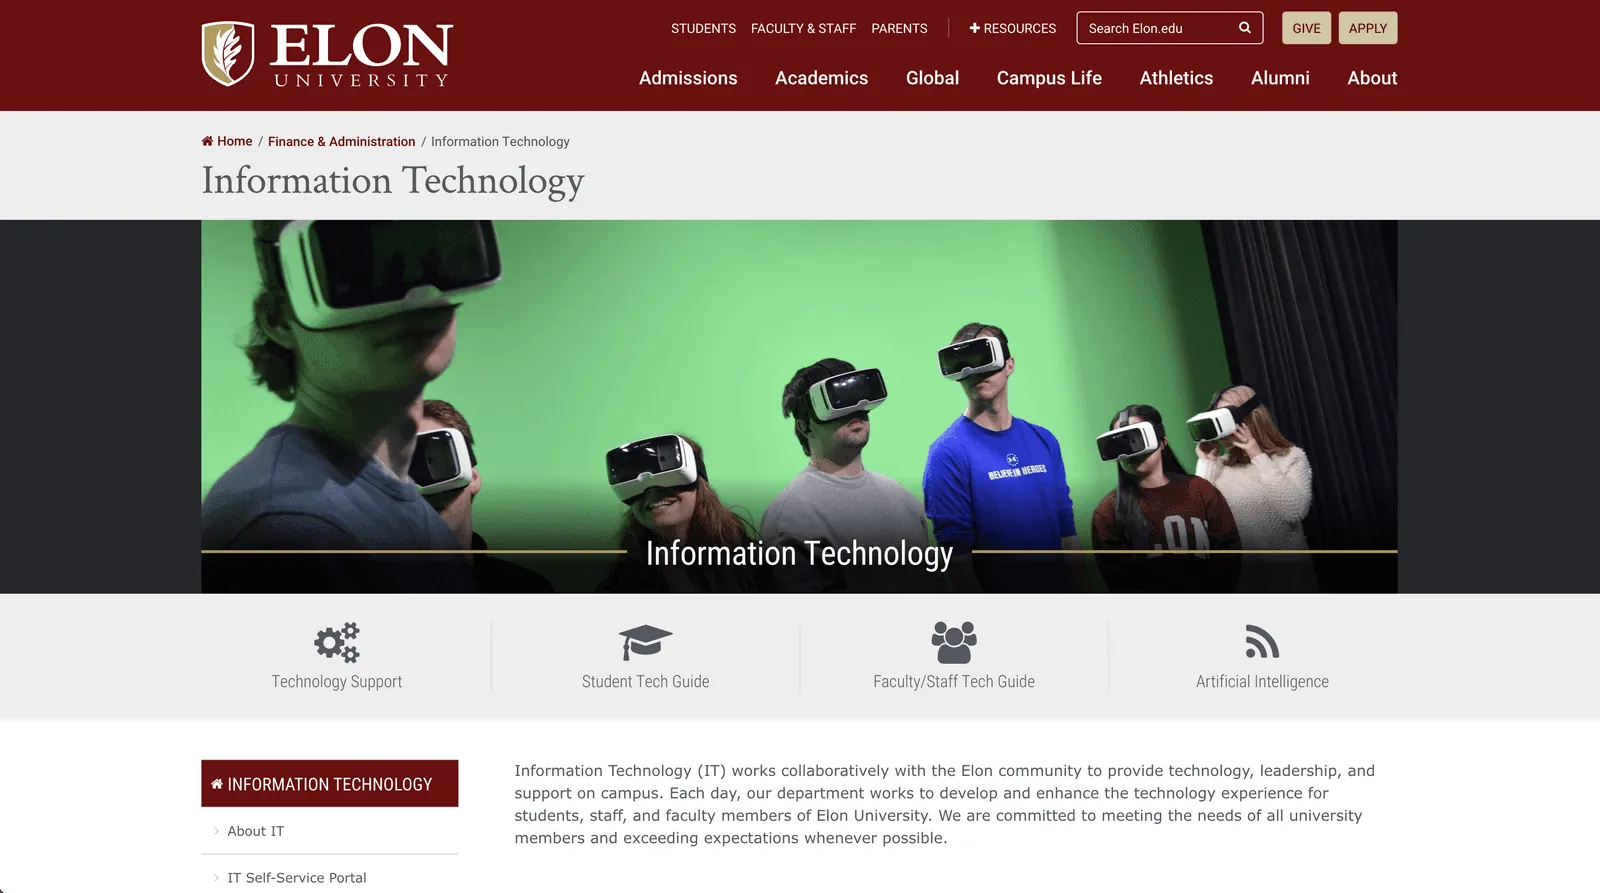 ELON
UNIVERSITY
STUDENTS FACULTY & STAFF PARENTS RESOURCES Search Elon.edu GIVE APPLY
Admissions Academics Global Campus Life Athletics Alumni About
Home / Finance & Administration / Information Technology
Information Technology
BELIEVE IN HEROES
LON
Information Technology
Technology Support
Student Tech Guide
Faculty/Staff Tech Guide
Artificial Intelligence
INFORMATION TECHNOLOGY
About IT
IT Self-Service Portal
Information Technology (IT) works collaboratively with the Elon community to provide technology, leadership, and
support on campus. Each day, our department works to develop and enhance the technology experience for
students, staff, and faculty members of Elon University. We are committed to meeting the needs of all university
members and exceeding expectations whenever possible.